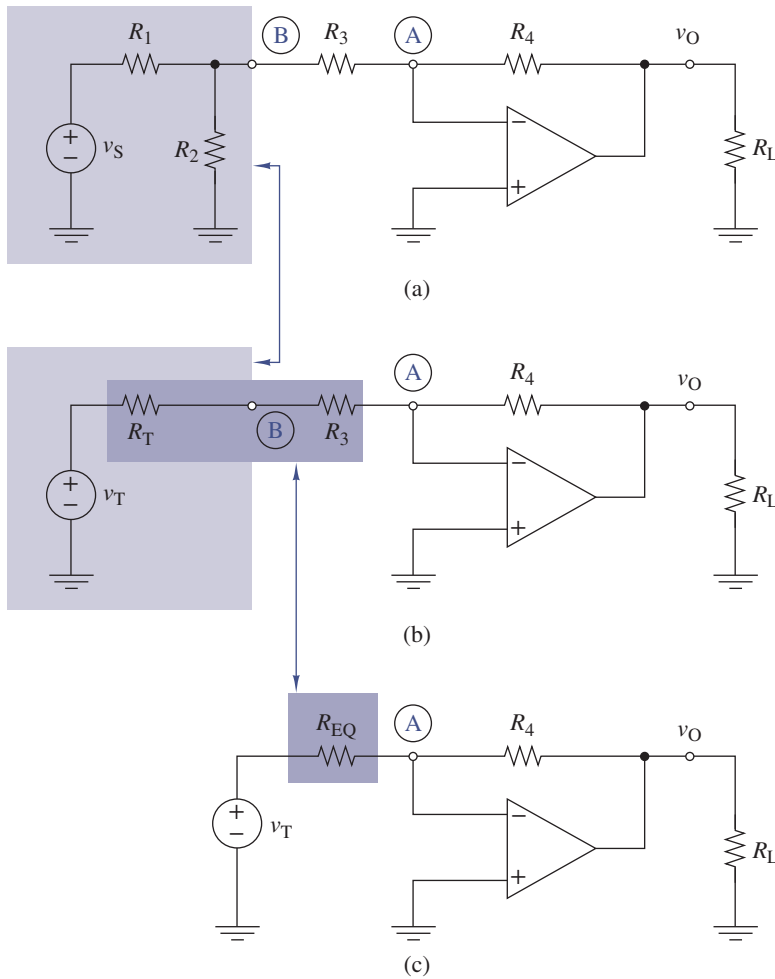 R1 B R3 A R4 vO
+
−
vS R2 − + RL
(a)
A R4 vO
RT B R3
+
−
vT − + RL
(b)
REQ A R4 vO
+
−
vT − + RL
(c)